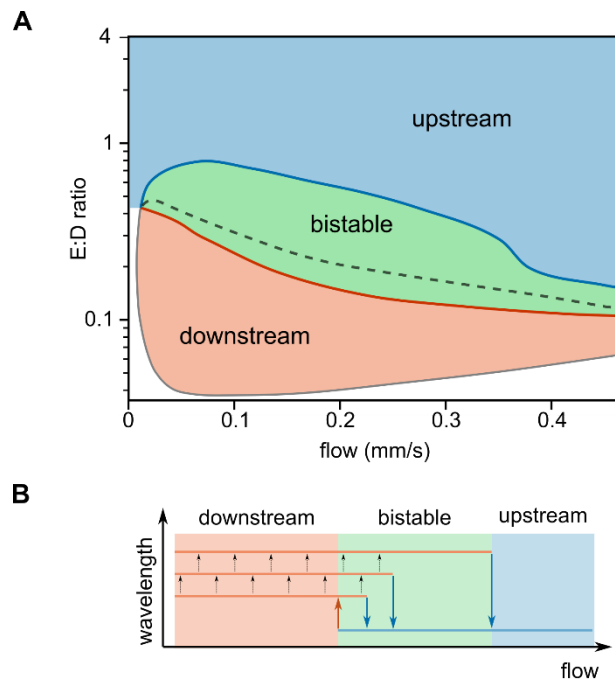 A
4
1
0.1
E:D ratio
upstream
bistable
downstream
0 0.1 0.2 0.3 0.4
flow (mm/s)
B
downstream bistable upstream
wavelength
flow